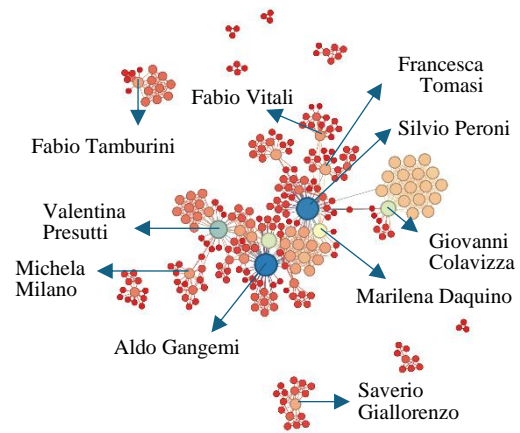 Francesca
Tomasi
Fabio Vitali
Silvio Peroni
Fabio Tamburini
Valentina
Presutti
Giovanni
Colavizza
Michela
Milano
Marilena Daquino
Aldo Gangemi
Saverio
Giallorenzo